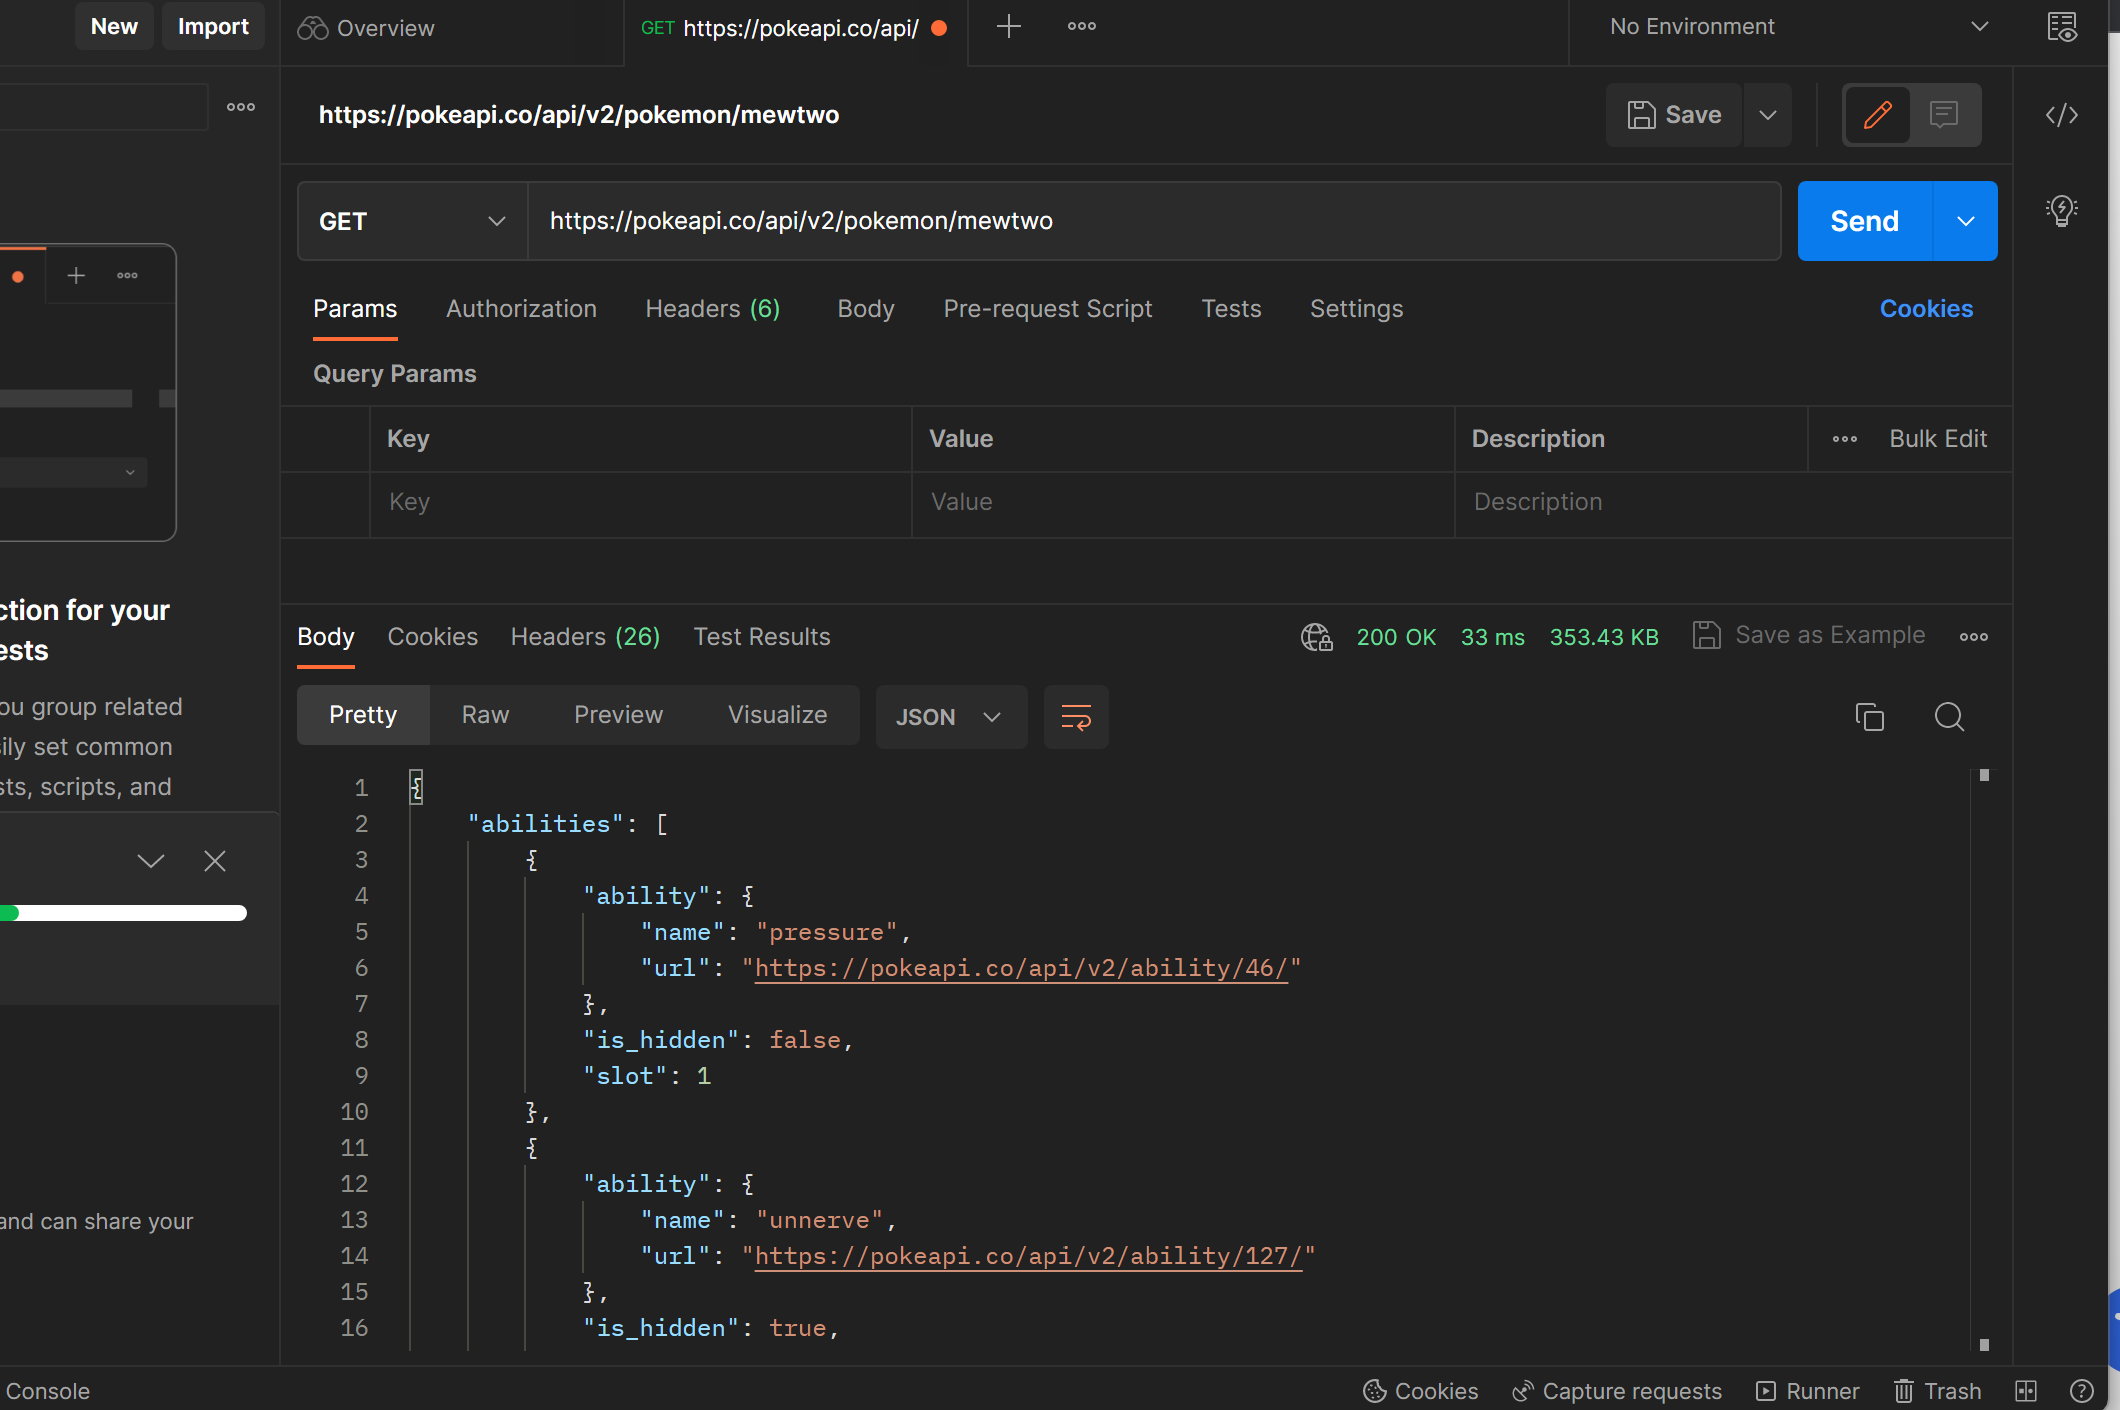 New Import Overview GET https://pokeapi.co/api/ No Environment
https://pokeapi.co/api/v2/pokemon/mewtwo Save
GET https://pokeapi.co/api/v2/pokemon/mewtwo Send
Params Authorization Headers (6) Body Pre-request Script Tests Settings Cookies
Query Params
Key Value Description Bulk Edit
Key Value Description
ction for your
ests
ou group related
ily set common
sts, scripts, and
and can share your
Body Cookies Headers (26) Test Results 200 OK 33 ms 353.43 KB Save as Example
Pretty Raw Preview Visualize JSON
1 {
2 "abilities": [
3 {
4 "ability": {
5 "name": "pressure",
6 "url": "https://pokeapi.co/api/v2/ability/46/"
7 },
8 "is_hidden": false,
9 "slot": 1
10 },
11 {
12 "ability": {
13 "name": "unnerve",
14 "url": "https://pokeapi.co/api/v2/ability/127/"
15 },
16 "is_hidden": true,
Console Cookies Capture requests Runner Trash